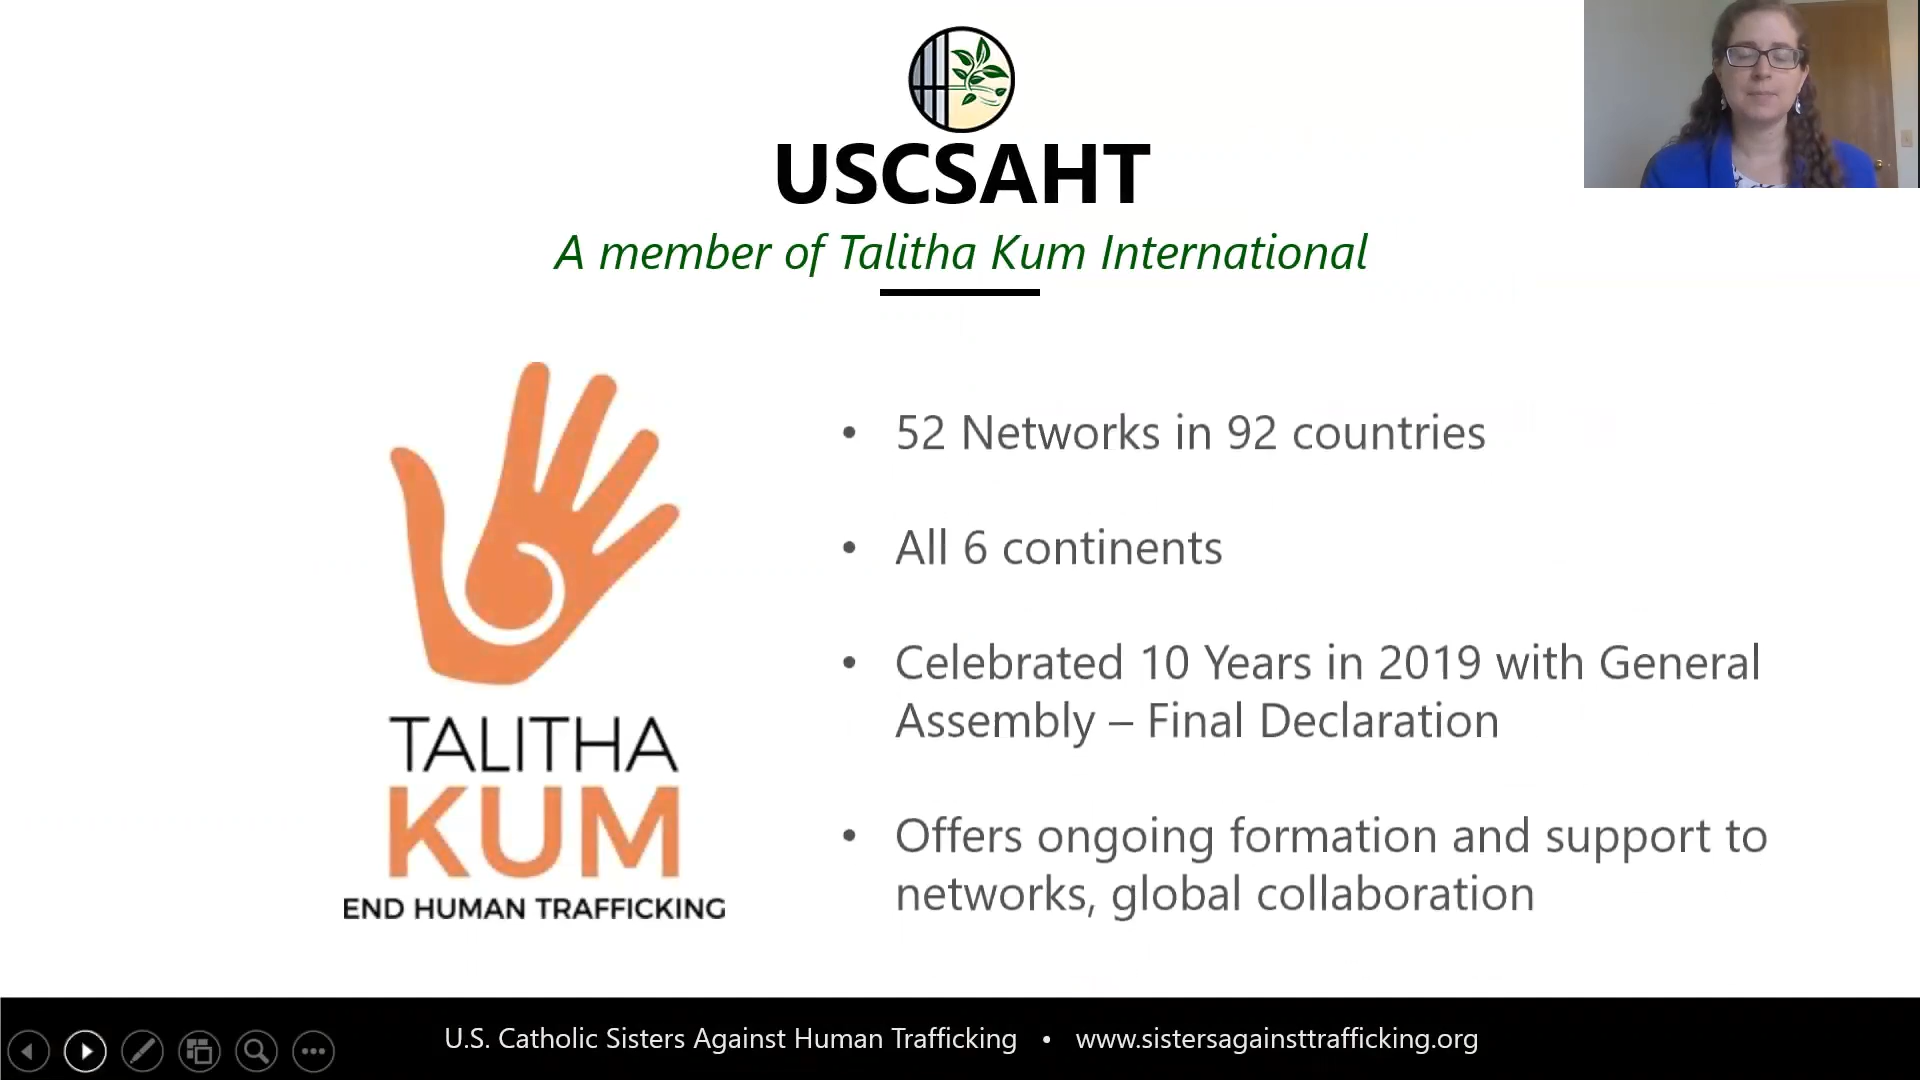 USCSAHT
A member of Talitha Kum International
TALITHA
KUM
END HUMAN TRAFFICKING
• 52 Networks in 92 countries
• All 6 continents
• Celebrated 10 Years in 2019 with General
Assembly – Final Declaration
• Offers ongoing formation and support to
networks, global collaboration
U.S. Catholic Sisters Against Human Trafficking • www.sistersagainsttrafficking.org